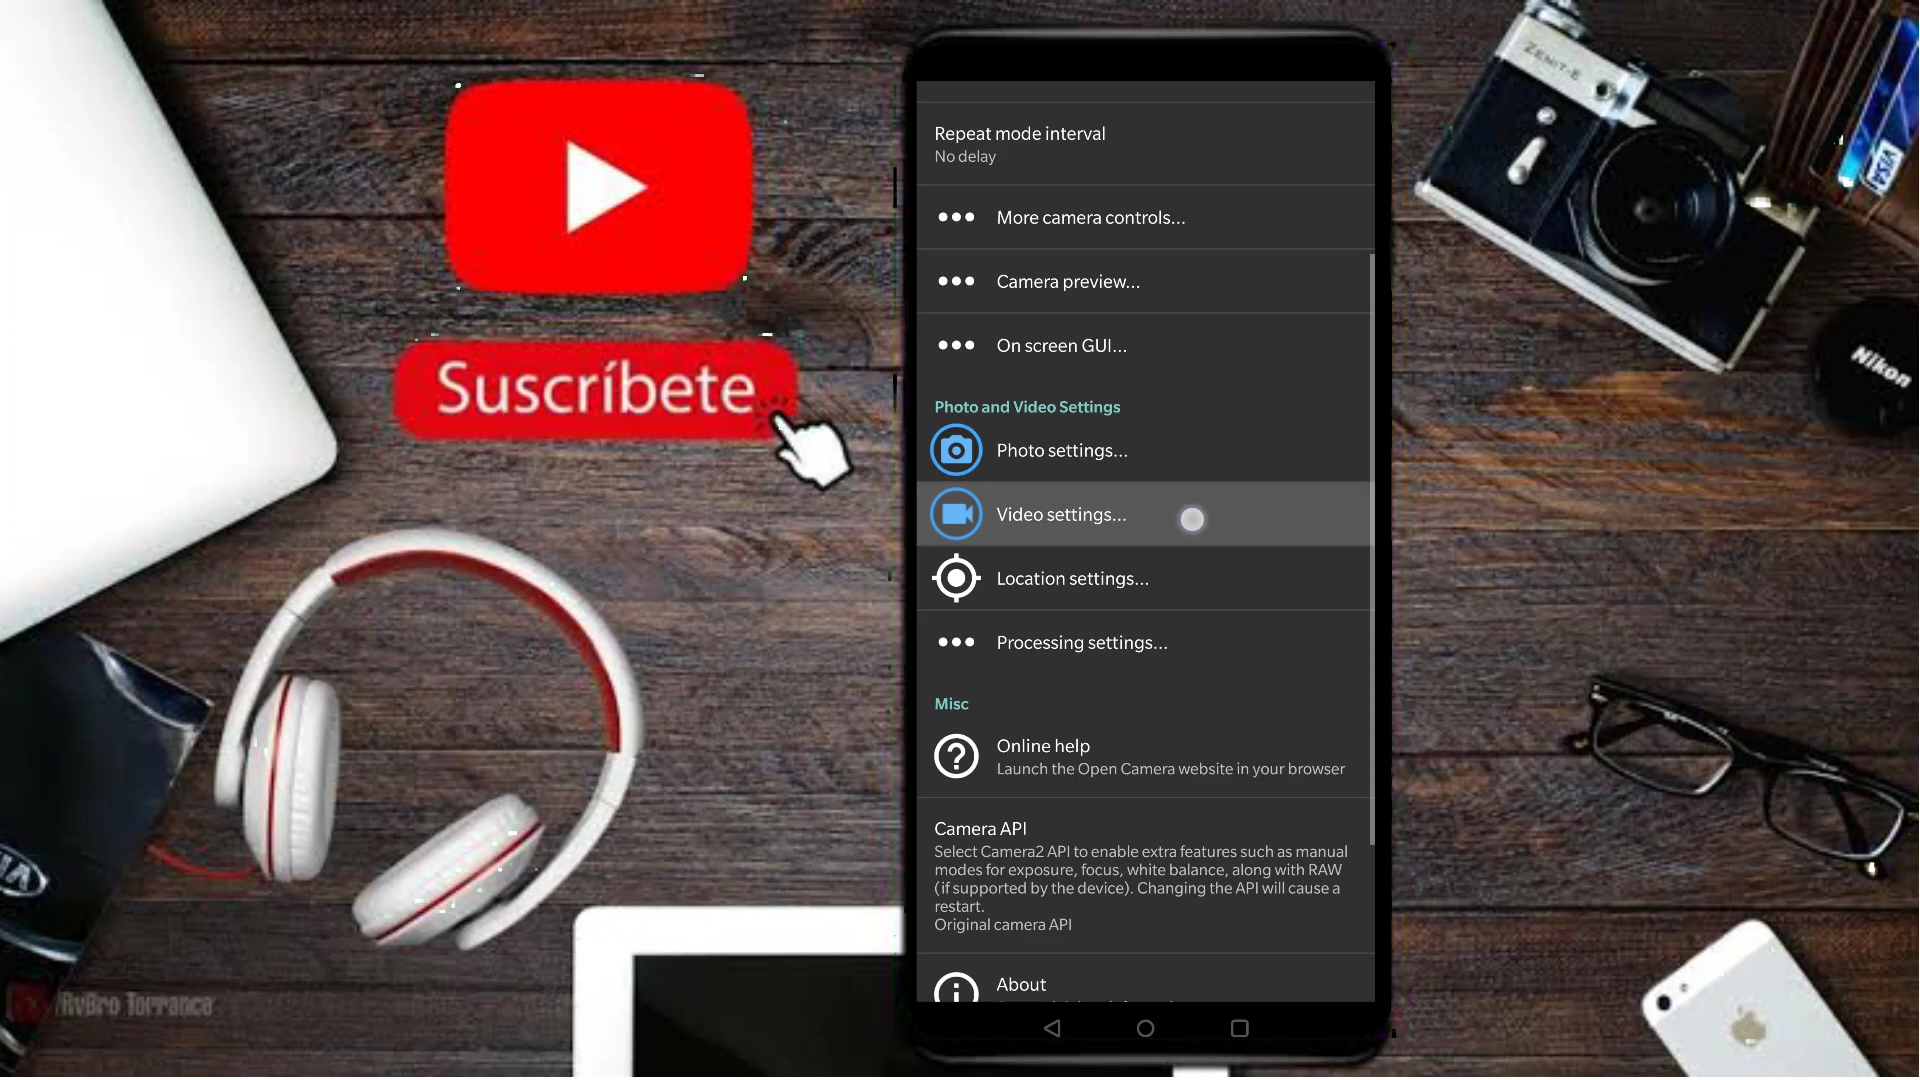 Suscríbete
Repeat mode interval
No delay
More camera controls...
Camera preview...
On screen GUI...
Photo and Video Settings
Photo settings...
Video settings...
Location settings...
Processing settings...
Misc
Online help
Launch the Open Camera website in your browser
Camera API
Select Camera2 API to enable extra features such as manual
modes for exposure, focus, white balance, along with RAW
(if supported by the device). Changing the API will cause a
restart.
Original camera API
About
ZENIT-E
VISA
Nikon
/RvBro Torrance